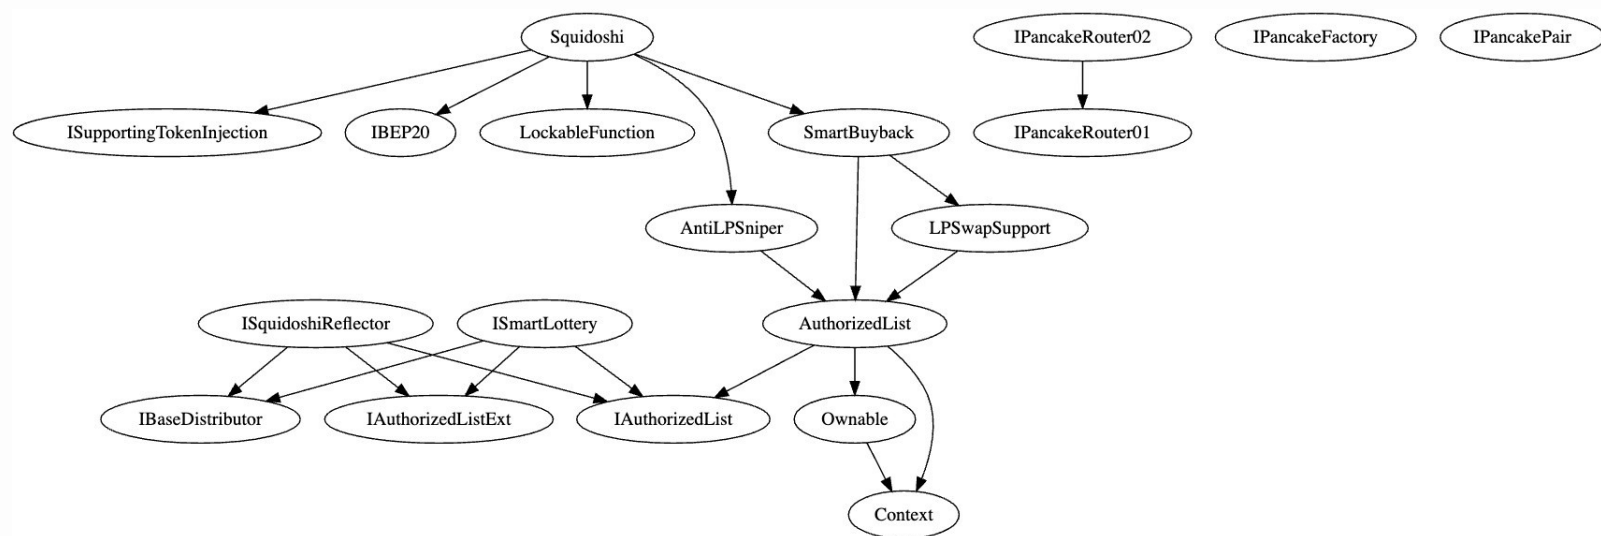 Squidoshi
IPancakeRouter02
IPancakeFactory
IPancakePair
ISupportingTokenInjection
IBEP20
LockableFunction
SmartBuyback
IPancakeRouter01
AntiLPSniper
LPSwapSupport
ISquidoshiReflector
ISmartLottery
AuthorizedList
IBaseDistributor
IAuthorizedListExt
IAuthorizedList
Ownable
Context